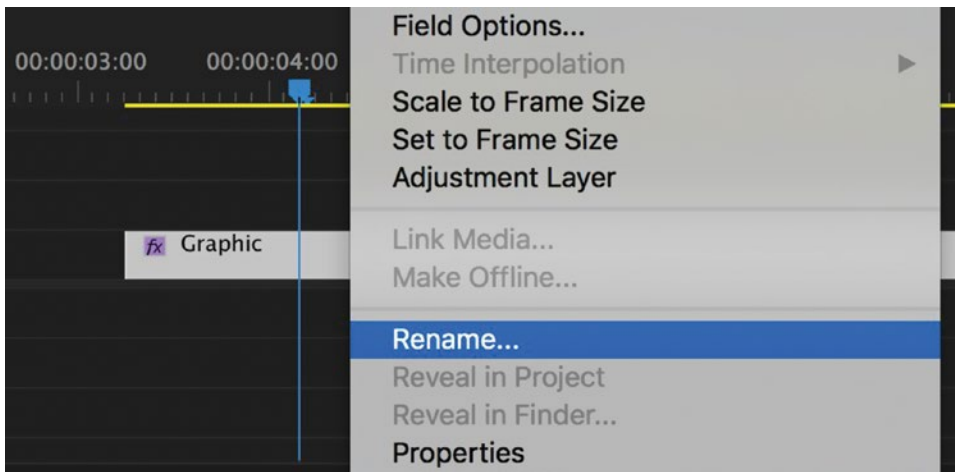 00:00:03:00 00:00:04:00
fx Graphic
Field Options...
Time Interpolation
Scale to Frame Size
Set to Frame Size
Adjustment Layer
Link Media...
Make Offline...
Rename...
Reveal in Project
Reveal in Finder...
Properties